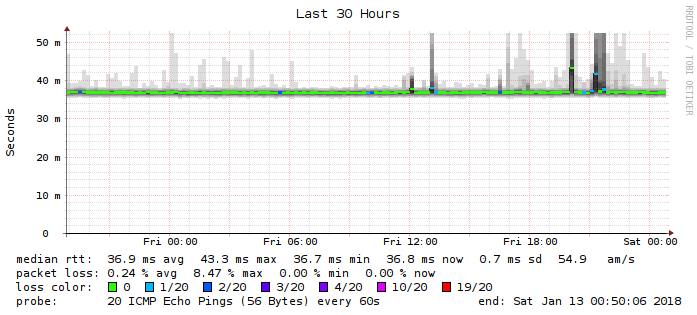 Last 30 Hours
RRDTOOL / TOBI OETIKER
Seconds
50 m
40 m
30 m
20 m
10 m
0
Fri 00:00 Fri 06:00 Fri 12:00 Fri 18:00 Sat 00:00
median rtt: 36.9 ms avg 43.3 ms max 36.7 ms min 36.8 ms now 0.7 ms sd 54.9 am/s
packet loss: 0.24 % avg 8.47 % max 0.00 % min 0.00 % now
loss color: 0 1/20 2/20 3/20 4/20 10/20 19/20
probe: 20 ICMP Echo Pings (56 Bytes) every 60s end: Sat Jan 13 00:50:06 2018